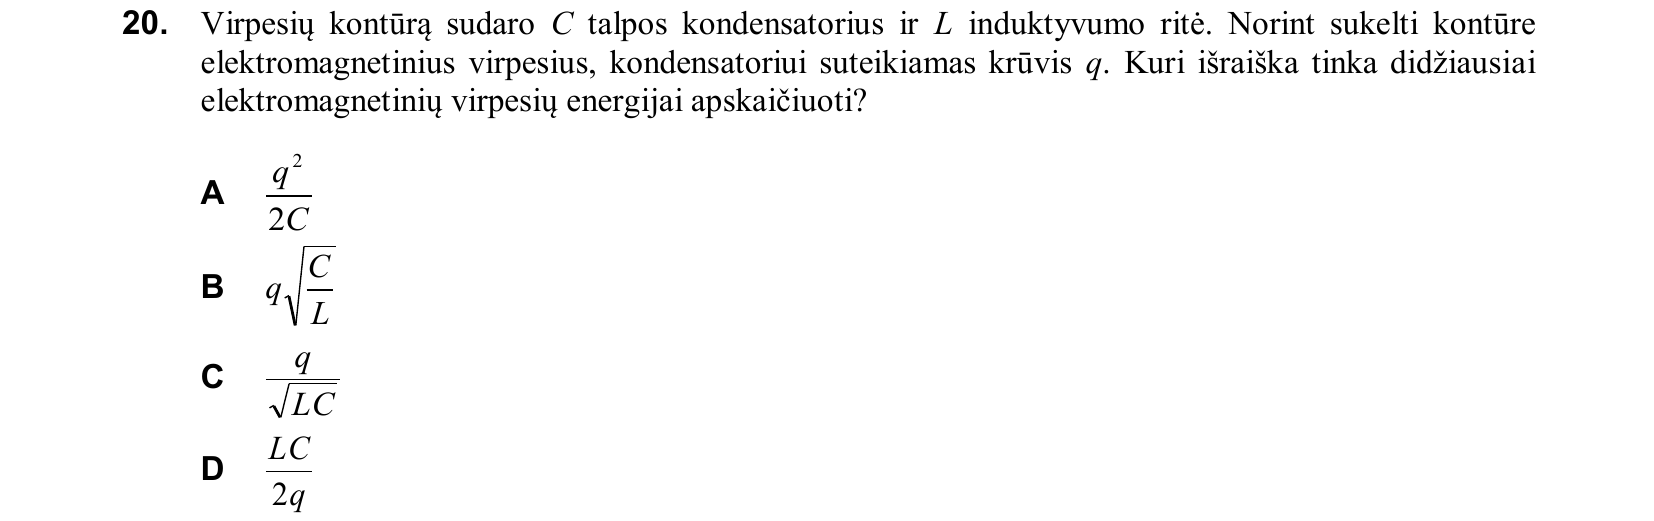 20. Virpesių kontūrą sudaro C talpos kondensatorius ir L induktyvumo ritė. Norint sukelti kontūre
elektromagnetinius virpesius, kondensatoriui suteikiamas krūvis q. Kuri išraiška tinka didžiausiai
elektromagnetinių virpesių energijai apskaičiuoti?
A \frac{q^2}{2C}
B q\sqrt{\frac{C}{L}}
C \frac{q}{\sqrt{LC}}
D \frac{LC}{2q}